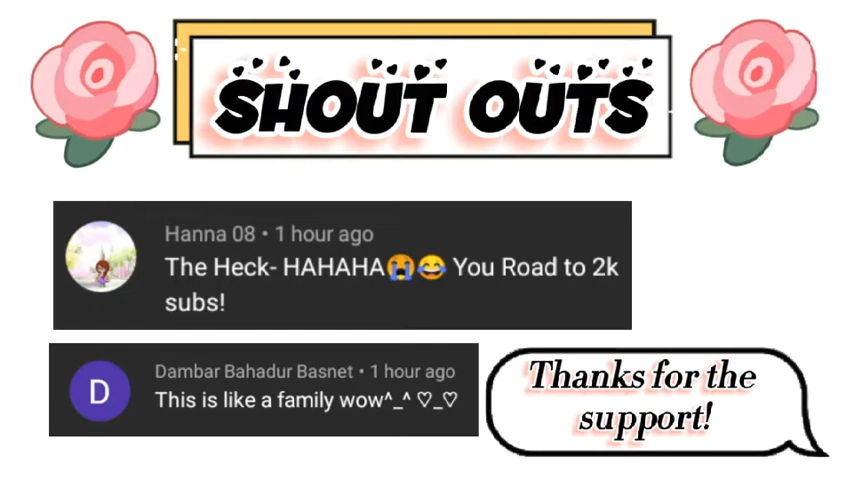 SHOUT OUTS
Hanna 08 • 1 hour ago
The Heck- HAHAHA😭😂 You Road to 2k
subs!
D
Dambar Bahadur Basnet • 1 hour ago
This is like a family wow^_^ ♡_♡
Thanks for the
support!